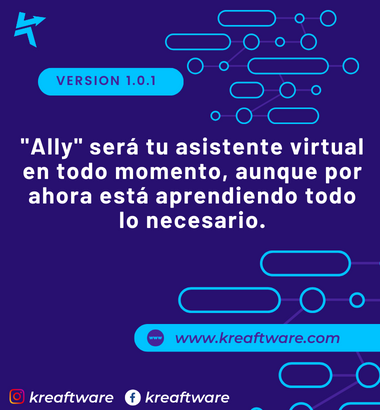 VERSION 1.0.1
"Ally" será tu asistente virtual
en todo momento, aunque por
ahora está aprendiendo todo
lo necesario.
www.kreaftware.com
kreaftware kreaftware